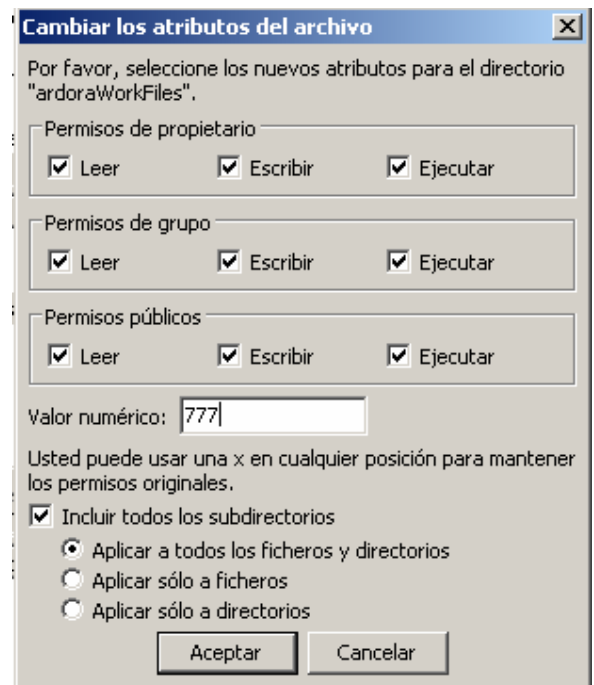 Cambiar los atributos del archivo
Por favor, seleccione los nuevos atributos para el directorio
"ardoraWorkFiles".
Permisos de propietario
Leer Escribir Ejecutar
Permisos de grupo
Leer Escribir Ejecutar
Permisos públicos
Leer Escribir Ejecutar
Valor numérico: 777
Usted puede usar una x en cualquier posición para mantener
los permisos originales.
Incluir todos los subdirectorios
Aplicar a todos los ficheros y directorios
Aplicar sólo a ficheros
Aplicar sólo a directorios
Aceptar Cancelar